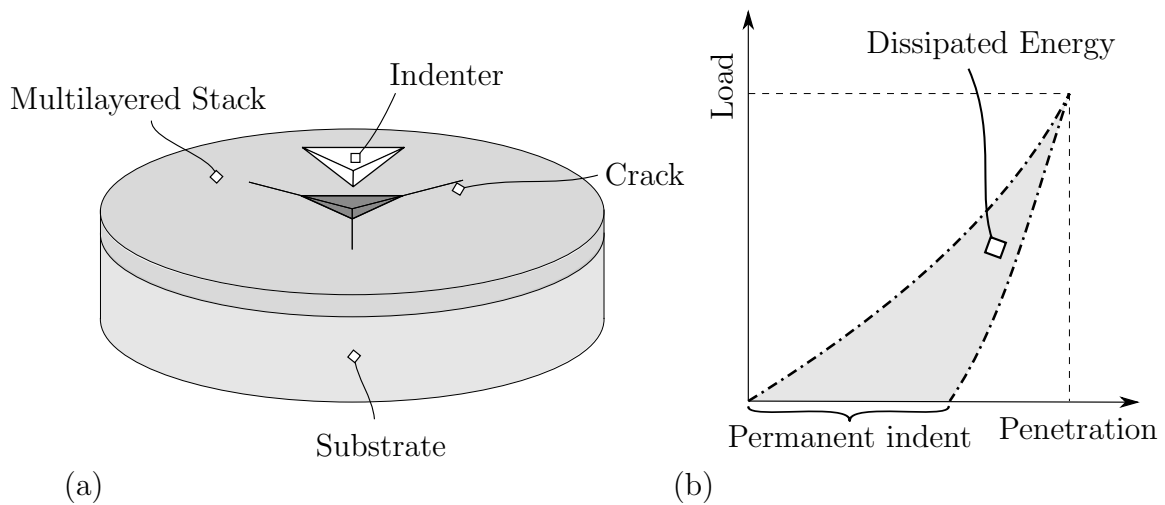 Indenter
Multilayered Stack
Crack
Substrate
(a)
Load
Dissipated Energy
Permanent indent
Penetration
(b)